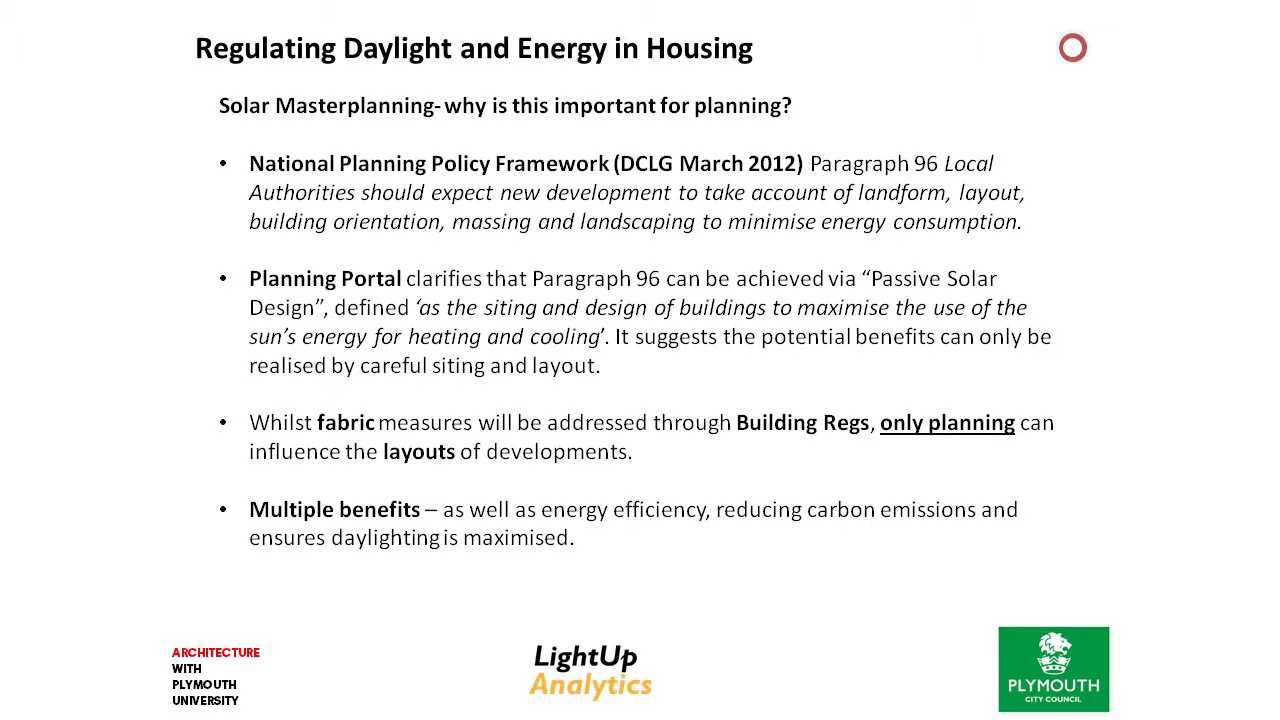 Regulating Daylight and Energy in Housing
Solar Masterplanning- why is this important for planning?
• National Planning Policy Framework (DCLG March 2012) Paragraph 96 Local
Authorities should expect new development to take account of landform, layout,
building orientation, massing and landscaping to minimise energy consumption.
• Planning Portal clarifies that Paragraph 96 can be achieved via “Passive Solar
Design”, defined ‘as the siting and design of buildings to maximise the use of the
sun’s energy for heating and cooling’. It suggests the potential benefits can only be
realised by careful siting and layout.
• Whilst fabric measures will be addressed through Building Regs, only planning can
influence the layouts of developments.
• Multiple benefits – as well as energy efficiency, reducing carbon emissions and
ensures daylighting is maximised.
ARCHITECTURE
WITH
PLYMOUTH
UNIVERSITY
LightUp
Analytics
PLYMOUTH
CITY COUNCIL